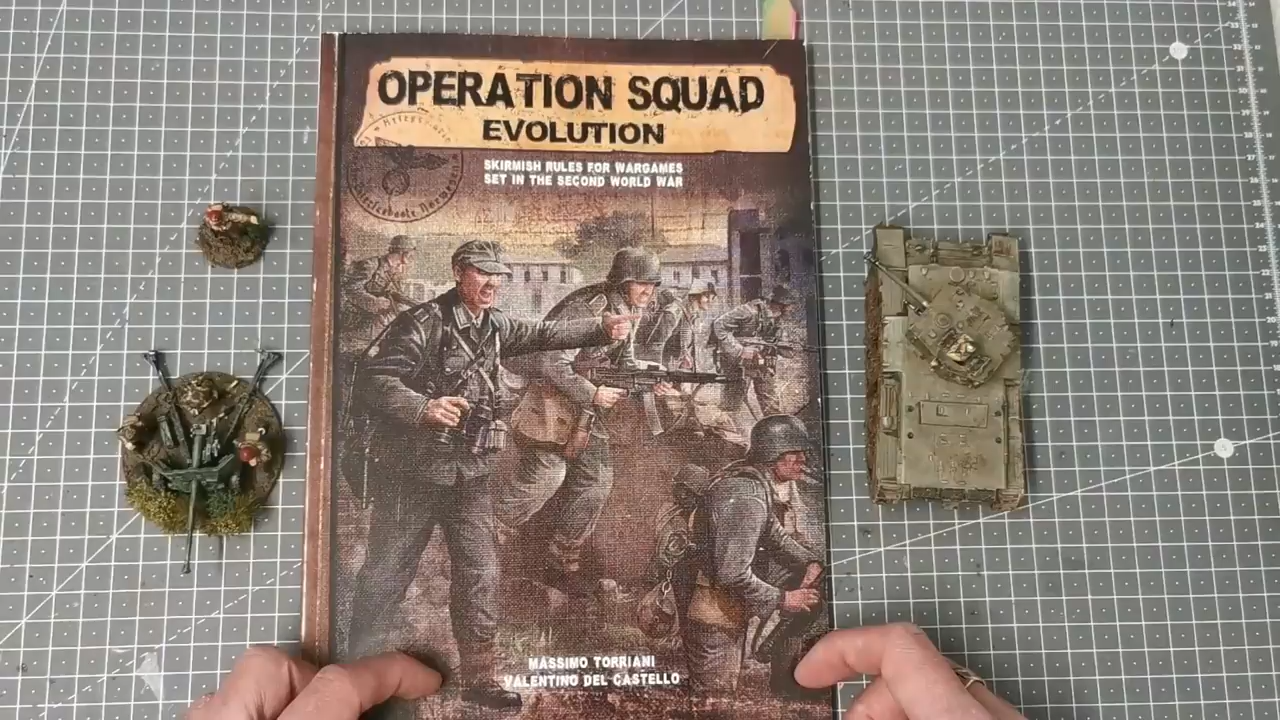 OPERATION SQUAD
EVOLUTION
SKIRMISH RULES FOR WARGAMES
SET IN THE SECOND WORLD WAR
MASSIMO TORRIANI
VALENTINO DEL CASTELLO